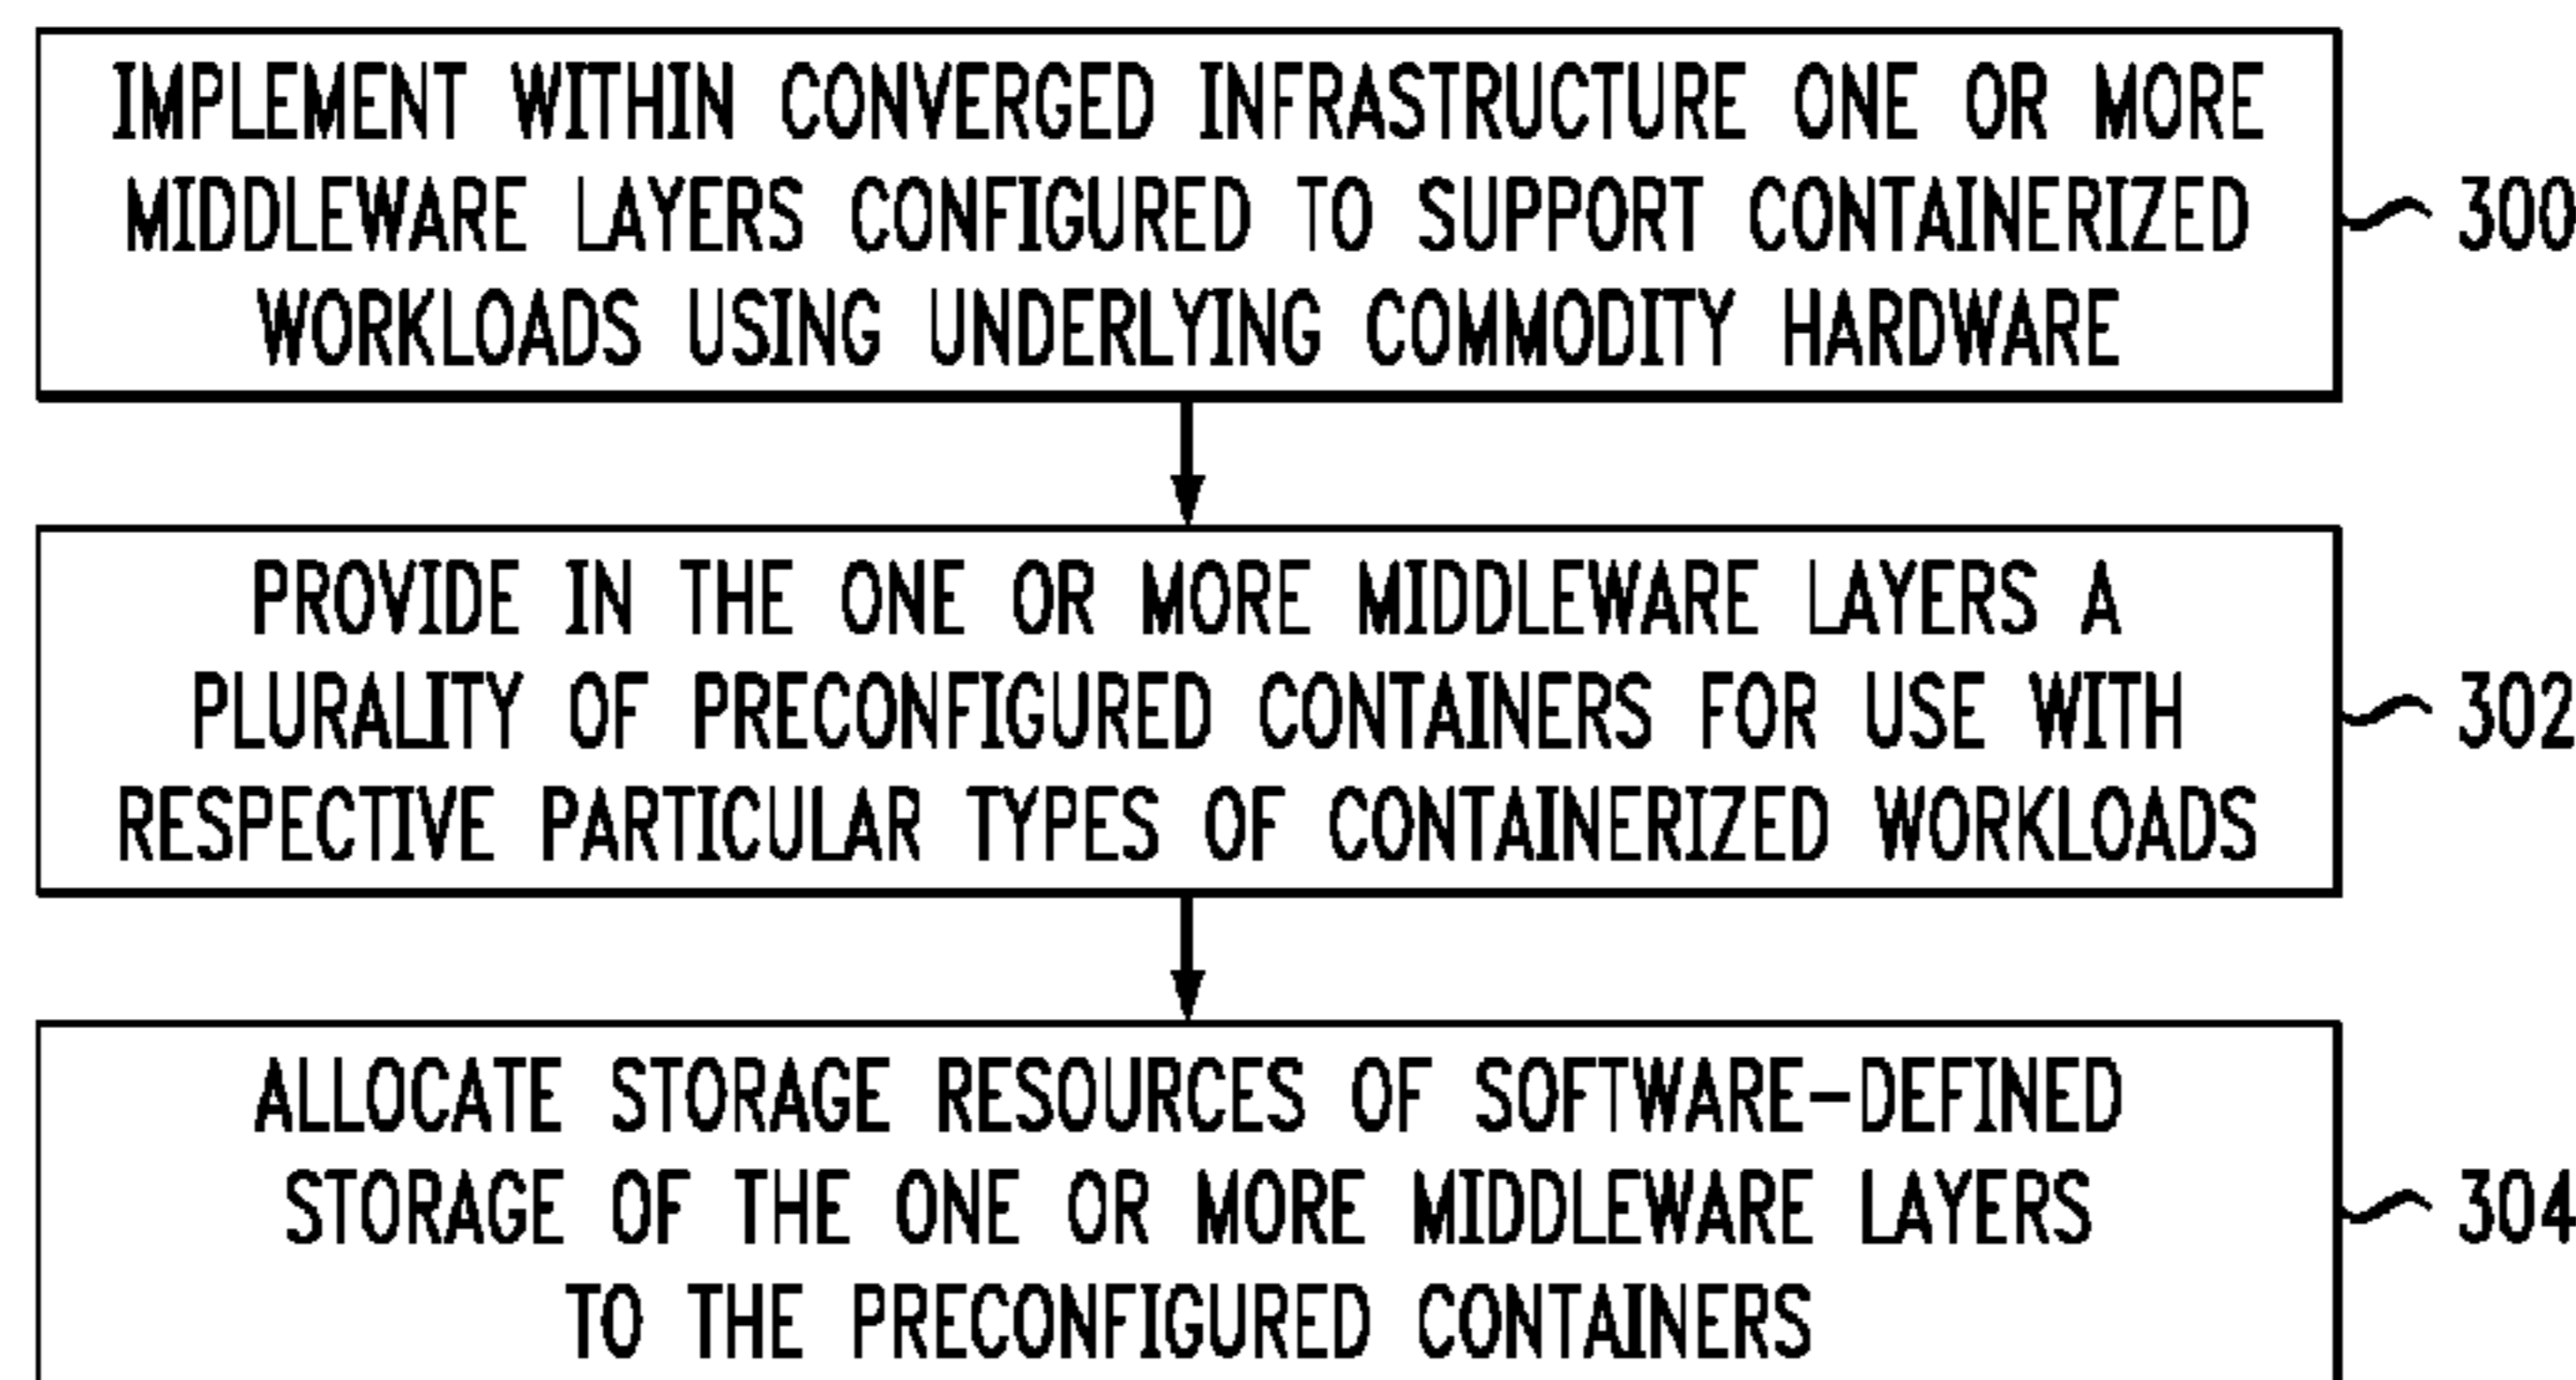 IMPLEMENT WITHIN CONVERGED INFRASTRUCTURE ONE OR MORE
MIDDLEWARE LAYERS CONFIGURED TO SUPPORT CONTAINERIZED
300
WORKLOADS USING UNDERLYING COMMODITY HARDWARE
PROVIDE IN THE ONE OR MORE MIDDLEWARE LAYERS A
PLURALITY OF PRECONFIGURED CONTAINERS FOR USE WITH
302
RESPECTIVE PARTICULAR TYPES OF CONTAINERIZED WORKLOADS
ALLOCATE STORAGE RESOURCES OF SOFTWARE-DEFINED
STORAGE OF THE ONE OR MORE MIDDLEWARE LAYERS
304
TO THE PRECONFIGURED CONTAINERS